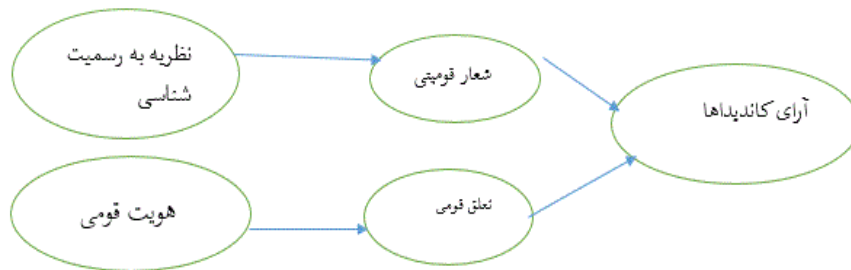 نظریه به رسمیت
شناسی
شعار قومیتی
آرای کاندیداها
هویت قومی
تعلق قومی